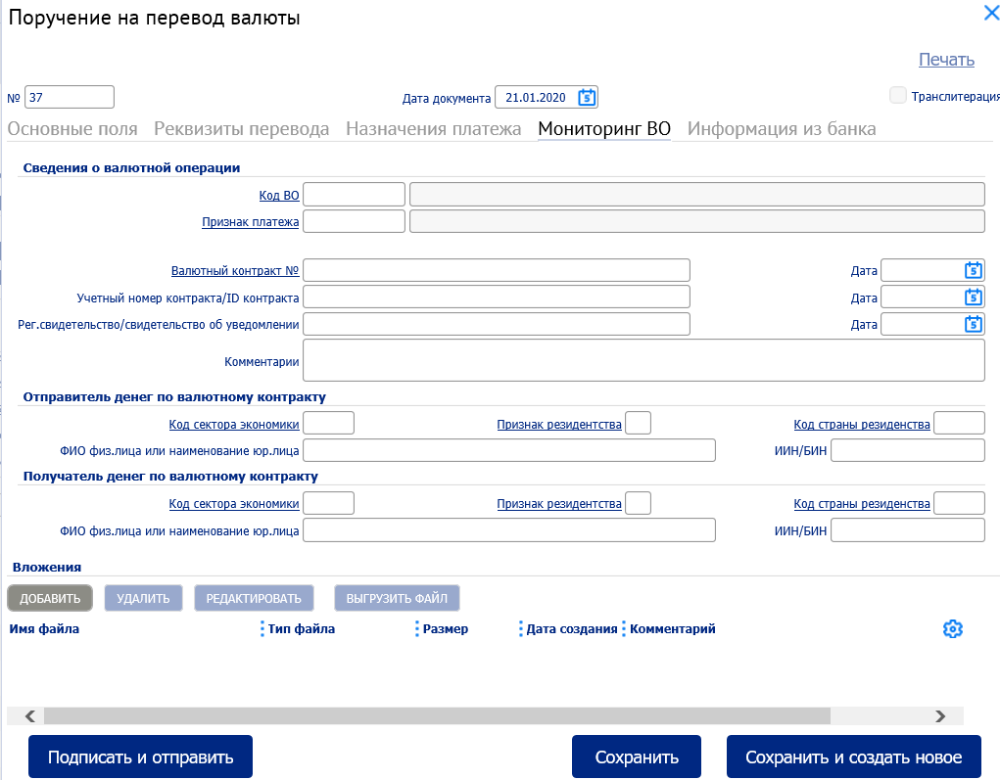 Поручение на перевод валюты
Печать
№ 37 Дата документа 21.01.2020 Транслитерация
Основные поля Реквизиты перевода Назначения платежа Мониторинг ВО Информация из банка
Сведения о валютной операции
Код ВО
Признак платежа
Валютный контракт № Дата
Учетный номер контракта/ID контракта Дата
Рег.свидетельство/свидетельство об уведомлении Дата
Комментарии
Отправитель денег по валютному контракту
Код сектора экономики Признак резидентства Код страны резиденства
ФИО физ.лица или наименование юр.лица ИИН/БИН
Получатель денег по валютному контракту
Код сектора экономики Признак резидентства Код страны резиденства
ФИО физ.лица или наименование юр.лица ИИН/БИН
Вложения
ДОБАВИТЬ УДАЛИТЬ РЕДАКТИРОВАТЬ ВЫГРУЗИТЬ ФАЙЛ
Имя файла Тип файла Размер Дата создания Комментарий
Подписать и отправить Сохранить Сохранить и создать новое